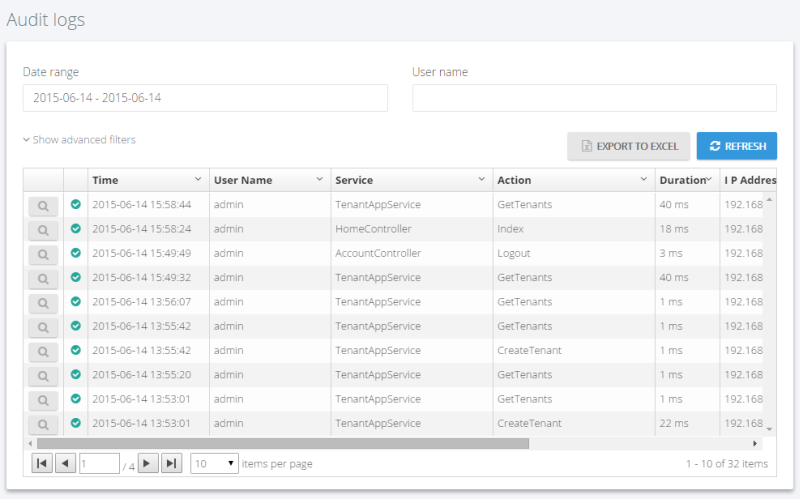 Audit logs
Date range
User name
2015-06-14 - 2015-06-14
Show advanced filters
EXPORT TO EXCEL
REFRESH
Time User Name Service Action Duration I P Addres
2015-06-14 15:58:44 admin TenantAppService GetTenants 40 ms 192.168
2015-06-14 15:58:24 admin HomeController Index 18 ms 192.168
2015-06-14 15:49:49 admin AccountController Logout 3 ms 192.168
2015-06-14 15:49:32 admin TenantAppService GetTenants 40 ms 192.168
2015-06-14 13:56:07 admin TenantAppService GetTenants 1 ms 192.168
2015-06-14 13:55:42 admin TenantAppService GetTenants 1 ms 192.168
2015-06-14 13:55:42 admin TenantAppService CreateTenant 1 ms 192.168
2015-06-14 13:55:20 admin TenantAppService GetTenants 1 ms 192.168
2015-06-14 13:53:01 admin TenantAppService GetTenants 1 ms 192.168
2015-06-14 13:53:01 admin TenantAppService CreateTenant 22 ms 192.168
1 / 4 10 items per page 1 - 10 of 32 items